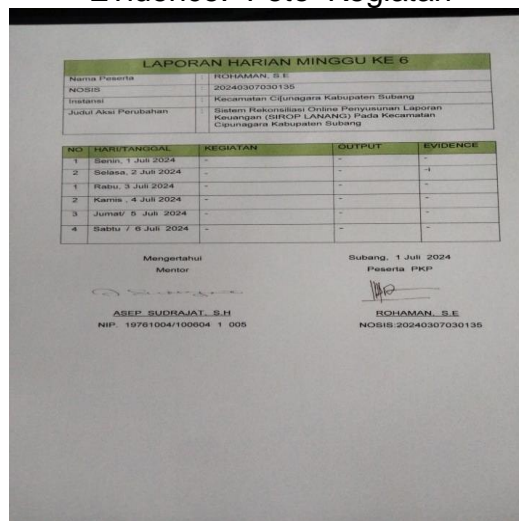 Evidence: Foto Kegiatan
LAPORAN HARIAN MINGGU KE 6
Nama Peserta : ROHAMAN, S.E
NOSIS : 20240307030135
Instansi : Kecamatan Cipunagara Kabupaten Subang
Judul Aksi Perubahan : Sistem Rekonsiliasi Online Penyusunan Laporan
Keuangan (SIROP LANANG) Pada Kecamatan
Cipunagara Kabupaten Subang
NO HARI/TANGGAL KEGIATAN OUTPUT EVIDENCE
1 Senin, 1 Juli 2024 - - -
2 Selasa, 2 Juli 2024 - - -i
1 Rabu, 3 Juli 2024 - - -
2 Kamis , 4 Juli 2024 - - -
3 Jumat/ 5 Juli 2024 - - -
4 Sabtu / 6 Juli 2024 - - -
Mengertahui
Mentor
ASEP SUDRAJAT, S.H
NIP. 19761004/100604 1 005
Subang, 1 Juli 2024
Peserta PKP
ROHAMAN, S.E
NOSIS:20240307030135